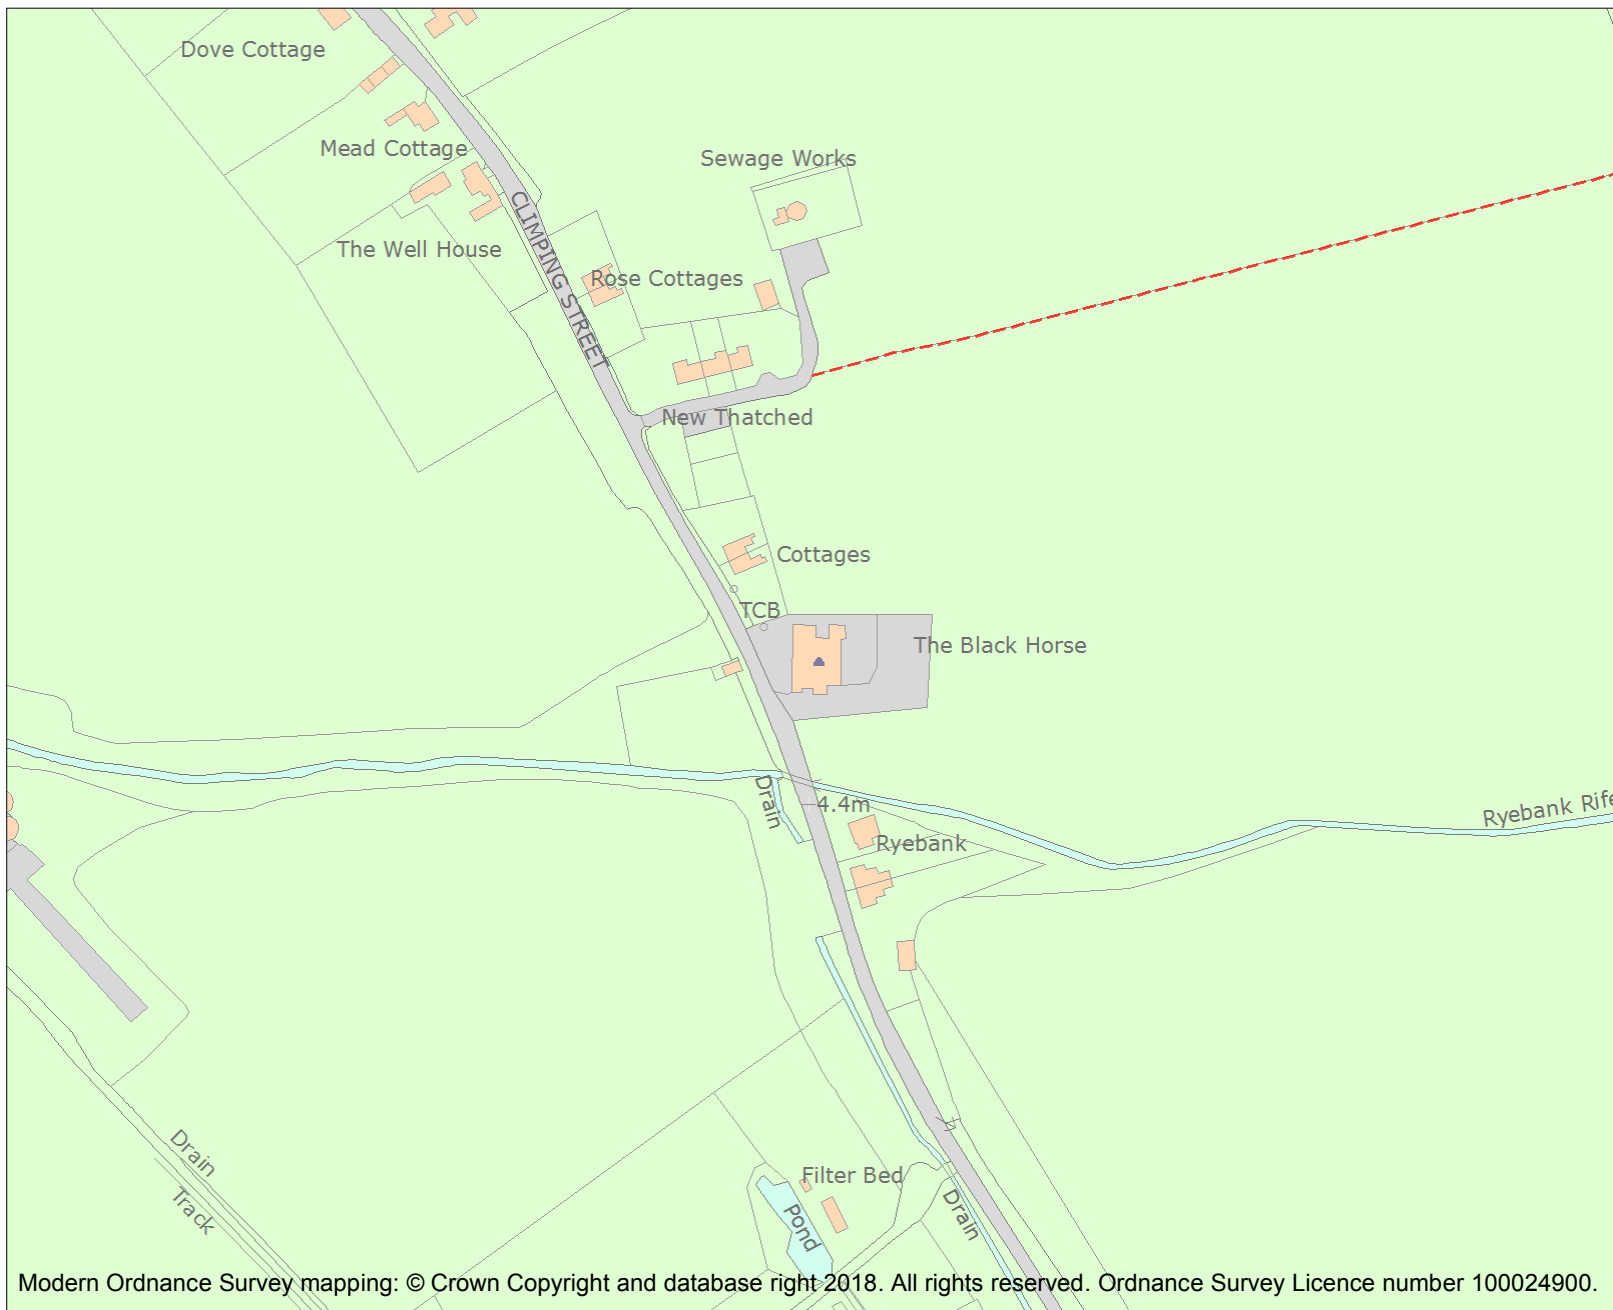 Dove Cottage
Mead Cottage
Sewage Works
CLIMPING STREET
The Well House
Rose Cottages
New Thatched
Cottages
TCB
The Black Horse
Drain
4.4m
Ryebank Rife
Ryebank
Drain
Track
Filter Bed
Pond
Drain
Modern Ordnance Survey mapping: © Crown Copyright and database right 2018. All rights reserved. Ordnance Survey Licence number 100024900.